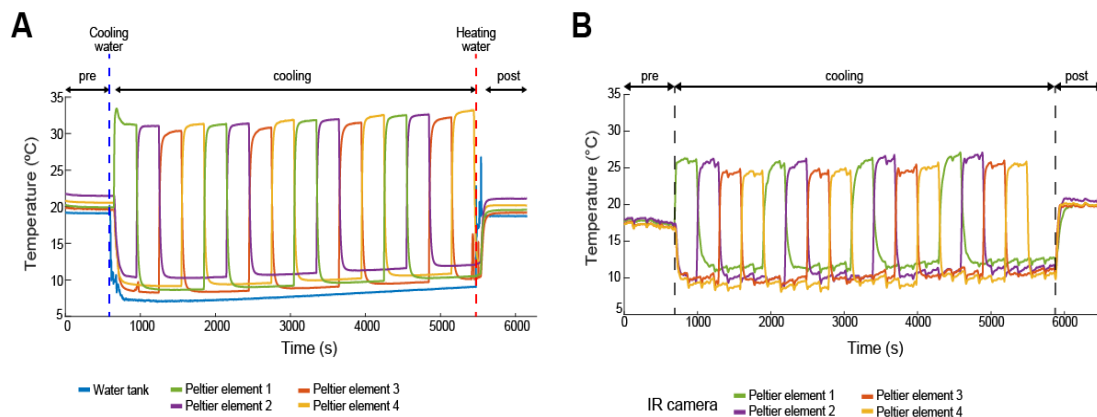 A
Cooling
water
Heating
water
pre
cooling
post
35
30
25
20
15
10
5
Temperature (ºC)
0
1000
2000
3000
4000
5000
6000
Time (s)
Water tank
Peltier element 1
Peltier element 3
Peltier element 2
Peltier element 4
B
pre
cooling
post
35
30
25
20
15
10
5
Temperature (°C)
0
1000
2000
3000
4000
5000
6000
Time (s)
IR camera
Peltier element 1
Peltier element 3
Peltier element 2
Peltier element 4